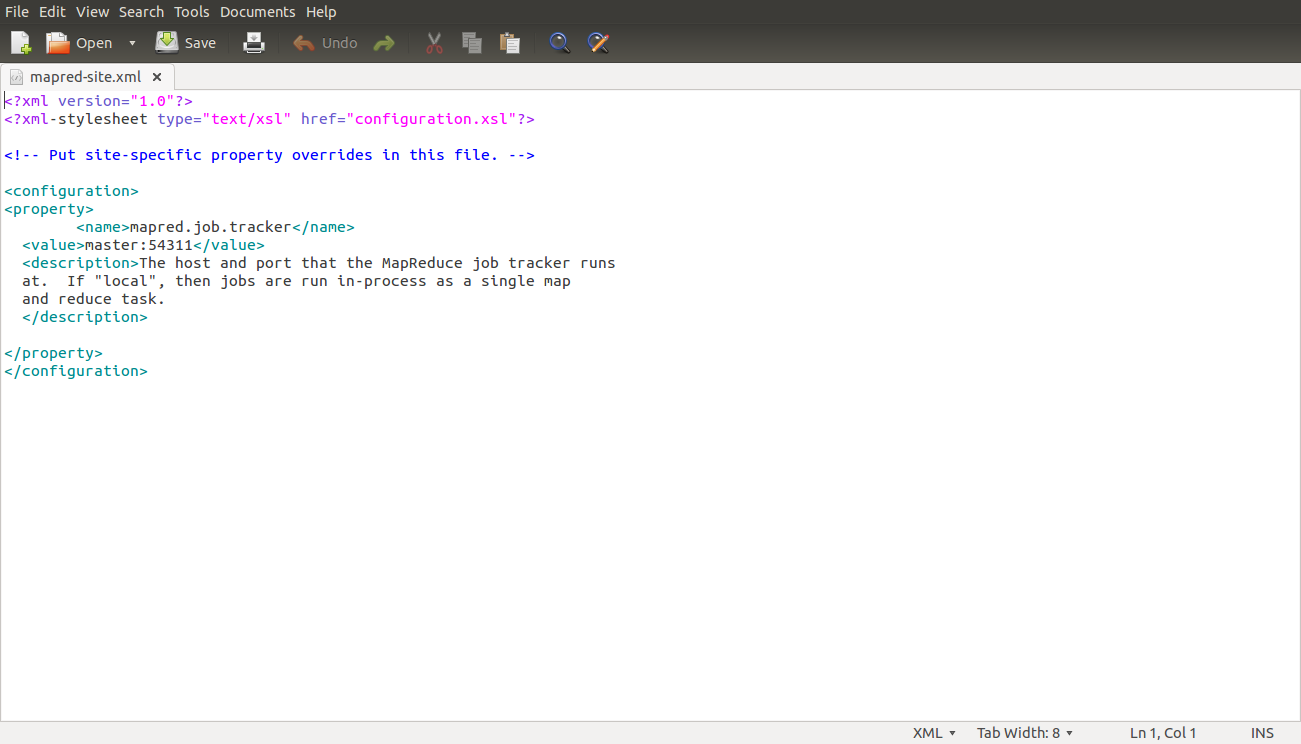 File Edit View Search Tools Documents Help
Open Save Undo
mapred-site.xml
<?xml version="1.0"?>
<?xml-stylesheet type="text/xsl" href="configuration.xsl"?>
<!-- Put site-specific property overrides in this file. -->
<configuration>
<property>
        <name>mapred.job.tracker</name>
  <value>master:54311</value>
  <description>The host and port that the MapReduce job tracker runs
  at.  If "local", then jobs are run in-process as a single map
  and reduce task.
  </description>
</property>
</configuration>
XML Tab Width: 8 Ln 1, Col 1 INS